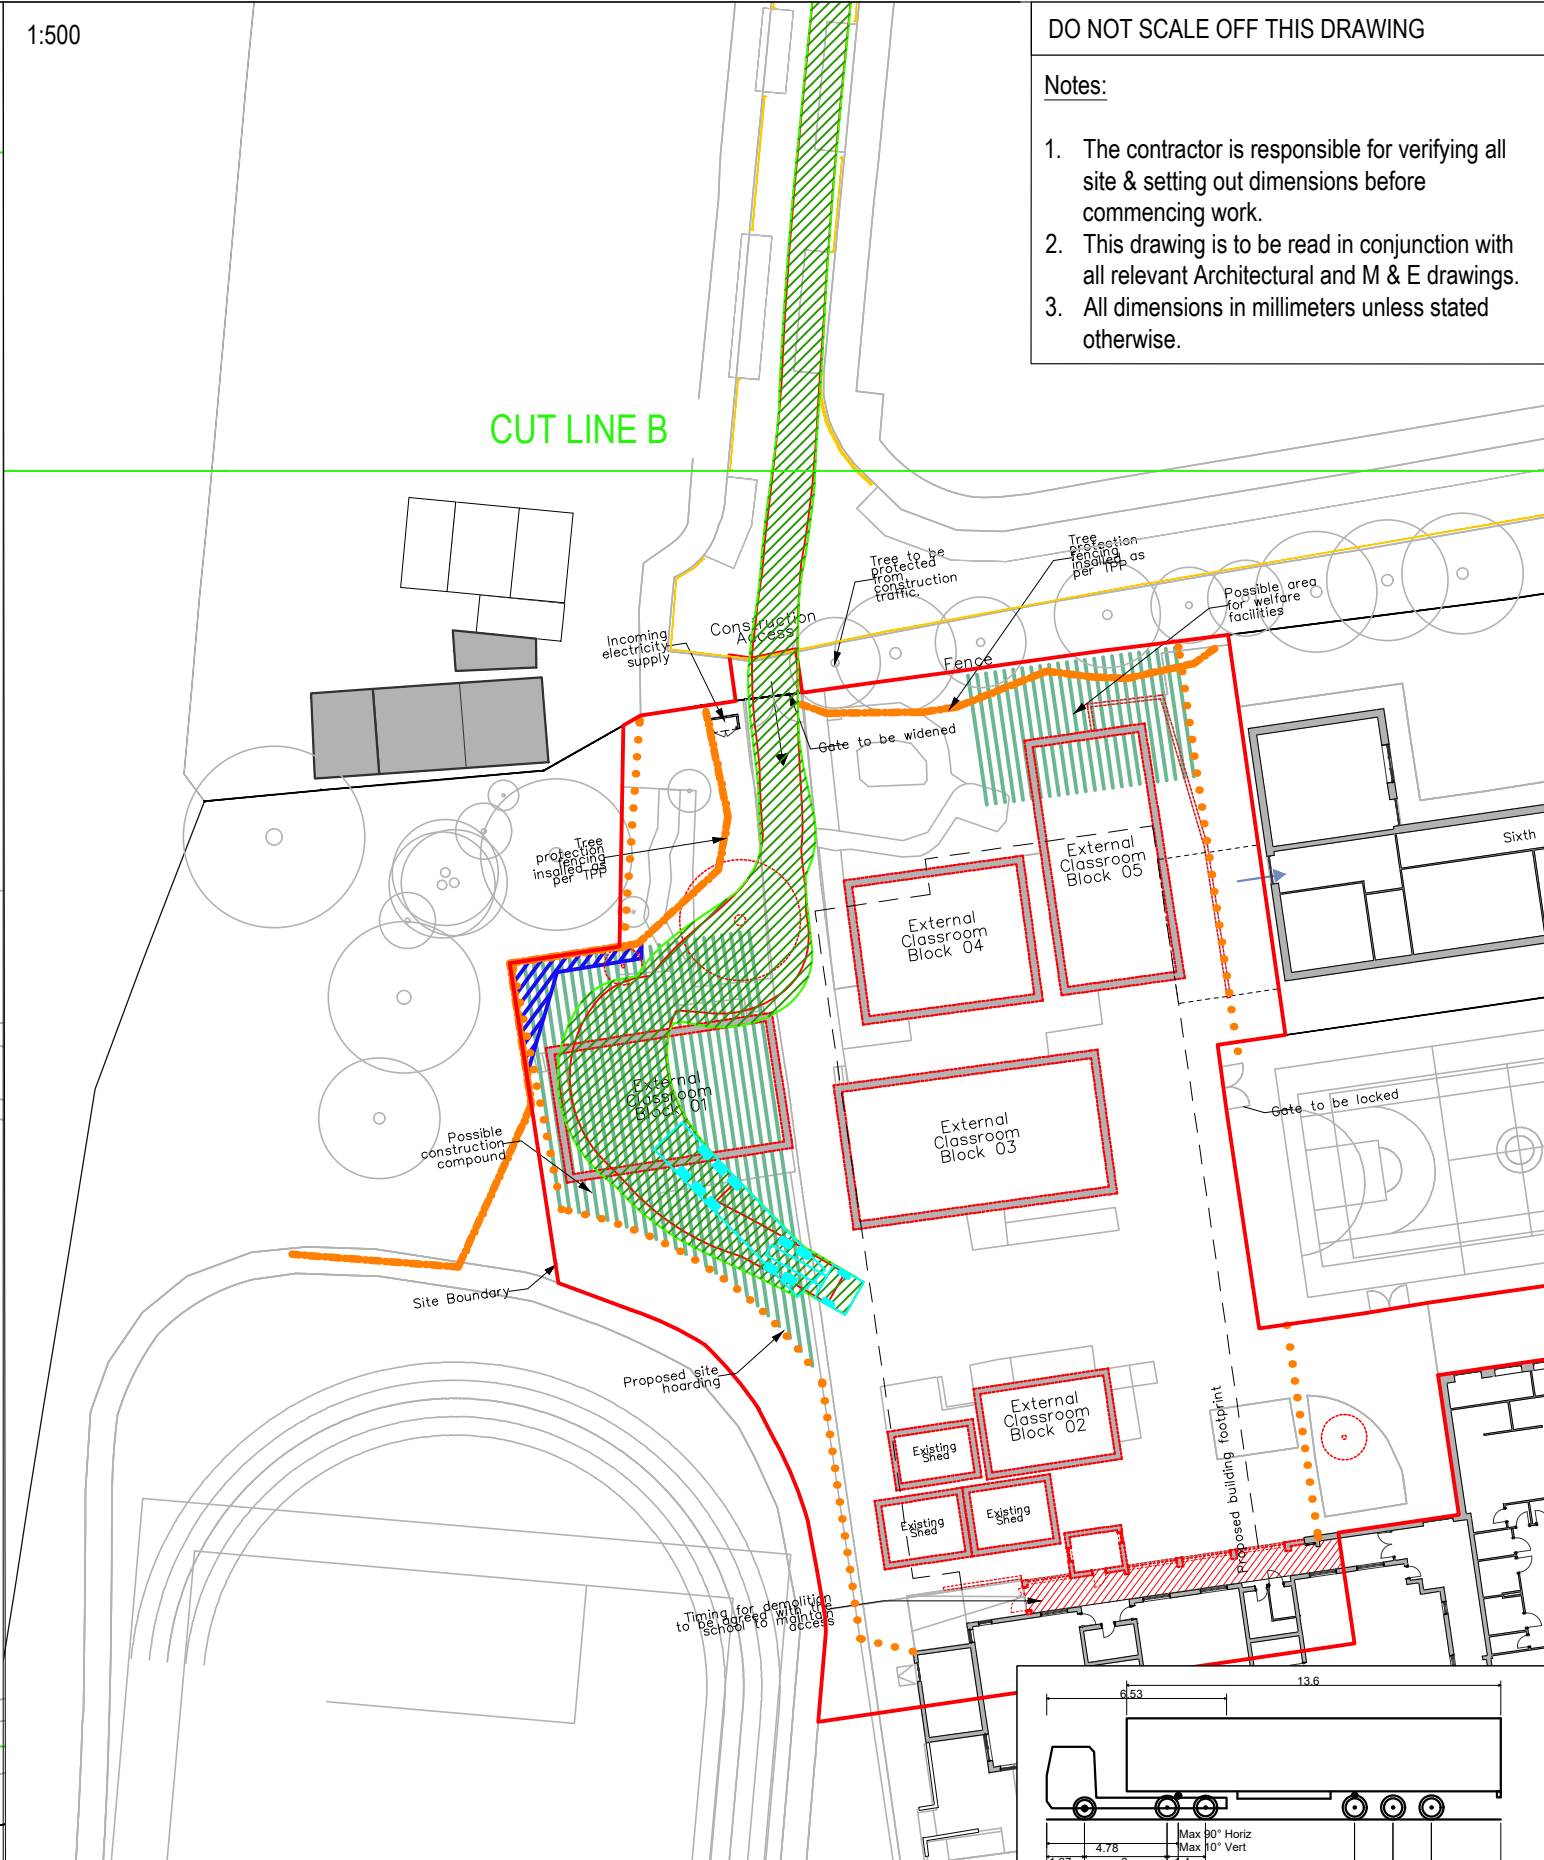 1:500
DO NOT SCALE OFF THIS DRAWING
Notes:
1. The contractor is responsible for verifying all
site & setting out dimensions before
commencing work.
2. This drawing is to be read in conjunction with
all relevant Architectural and M & E drawings.
3. All dimensions in millimeters unless stated
otherwise.
CUT LINE B
Tree to be
protected
from
construction
traffic.
Tree
protection
fencing
insalled as
per TPP
Possible area
for welfare
facilities
Construction
Access
Incoming
electricity
supply
Fence
Gate to be widened
Tree
protection
fencing
insalled as
per TPP
External
Classroom
Block 05
Sixth
External
Classroom
Block 04
External
Classroom
Block 01
External
Classroom
Block 03
Gate to be locked
Possible
construction
compound
Site Boundary
Proposed site
hoarding
External
Classroom
Block 02
Existing
Shed
Existing
Shed
Existing
Shed
Proposed building footprint
Timing for demolition
to be agreed with the
school to maintain
access
13.6
6.53
Max 90° Horiz
Max 10° Vert
4.78